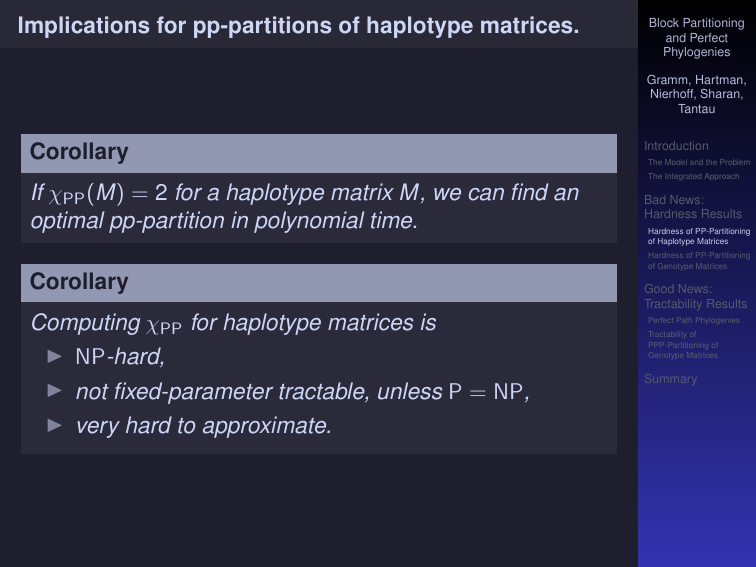 Implications for pp-partitions of haplotype matrices.
Corollary
If χPP(M) = 2 for a haplotype matrix M, we can find an
optimal pp-partition in polynomial time.
Corollary
Computing χPP for haplotype matrices is
▶ NP-hard,
▶ not fixed-parameter tractable, unless P = NP,
▶ very hard to approximate.
Block Partitioning
and Perfect
Phylogenies
Gramm, Hartman,
Nierhoff, Sharan,
Tantau
Introduction
The Model and the Problem
The Integrated Approach
Bad News:
Hardness Results
Hardness of PP-Partitioning
of Haplotype Matrices
Hardness of PP-Partitioning
of Genotype Matrices
Good News:
Tractability Results
Perfect Path Phylogenies
Tractability of
PPP-Partitioning of
Genotype Matrices
Summary